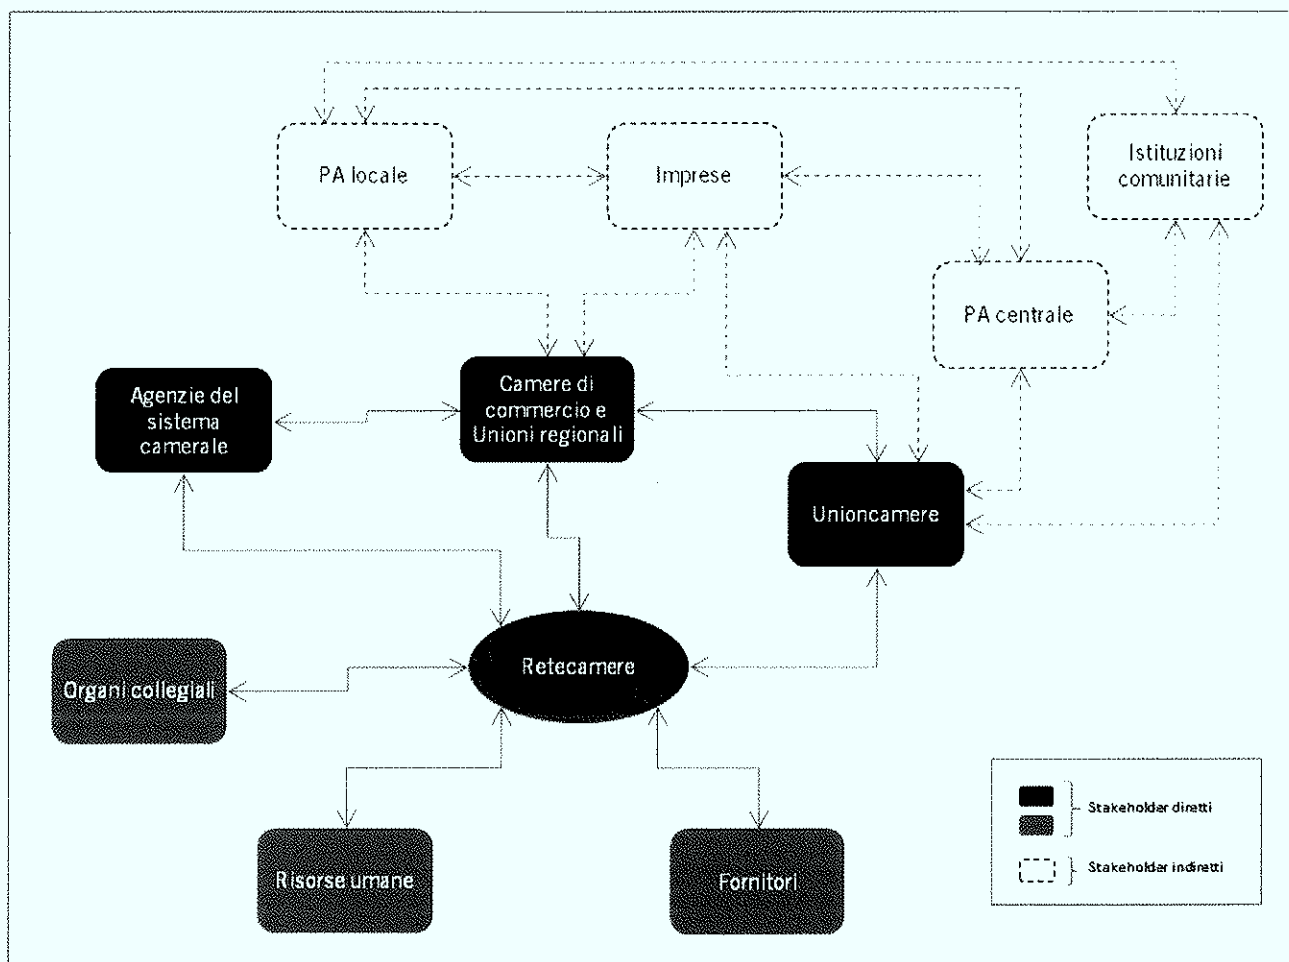 PA locale
Imprese
Istituzioni
comunitarie
PA centrale
Agenzie del
sistema
camerale
Camere di
commercio e
Unioni regionali
Unioncamere
Retecamere
Organi collegiali
Risorse umane
Fornitori
Stakeholder diretti
Stakeholder indiretti